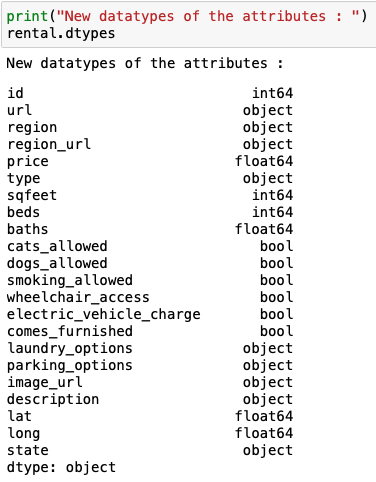 print("New datatypes of the attributes : ")
rental.dtypes
New datatypes of the attributes :
id int64
url object
region object
region_url object
price float64
type object
sqfeet int64
beds int64
baths float64
cats_allowed bool
dogs_allowed bool
smoking_allowed bool
wheelchair_access bool
electric_vehicle_charge bool
comes_furnished bool
laundry_options object
parking_options object
image_url object
description object
lat float64
long float64
state object
dtype: object